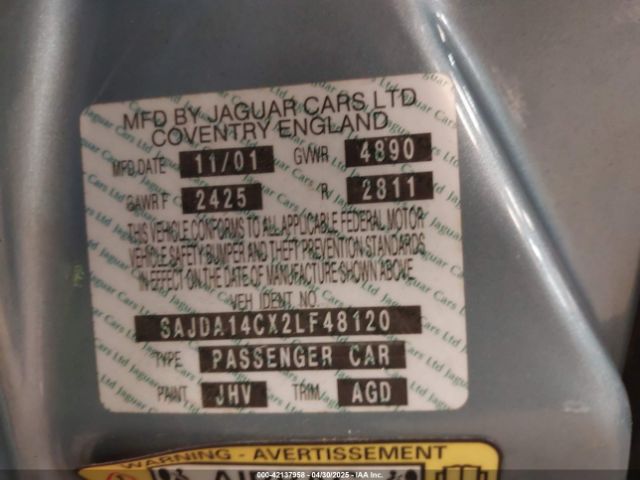 MFD BY JAGUAR CARS LTD
COVENTRY ENGLAND
MFD DATE 11/01 GVWR 4890
GAWR F 2425 R 2811
THIS VEHICLE CONFORMS TO ALL APPLICABLE FEDERAL MOTOR
VEHICLE SAFETY BUMPER AND THEFT PREVENTION STANDARDS
IN EFFECT ON THE DATE OF MANUFACTURE SHOWN ABOVE
VEH IDENT NO.
SAJDA14CX2LF48120
TYPE PASSENGER CAR
PAINT JHV TRIM AGD
WARNING - AVERTISSEMENT
000-42137958 - 04/30/2025 - IAA Inc.